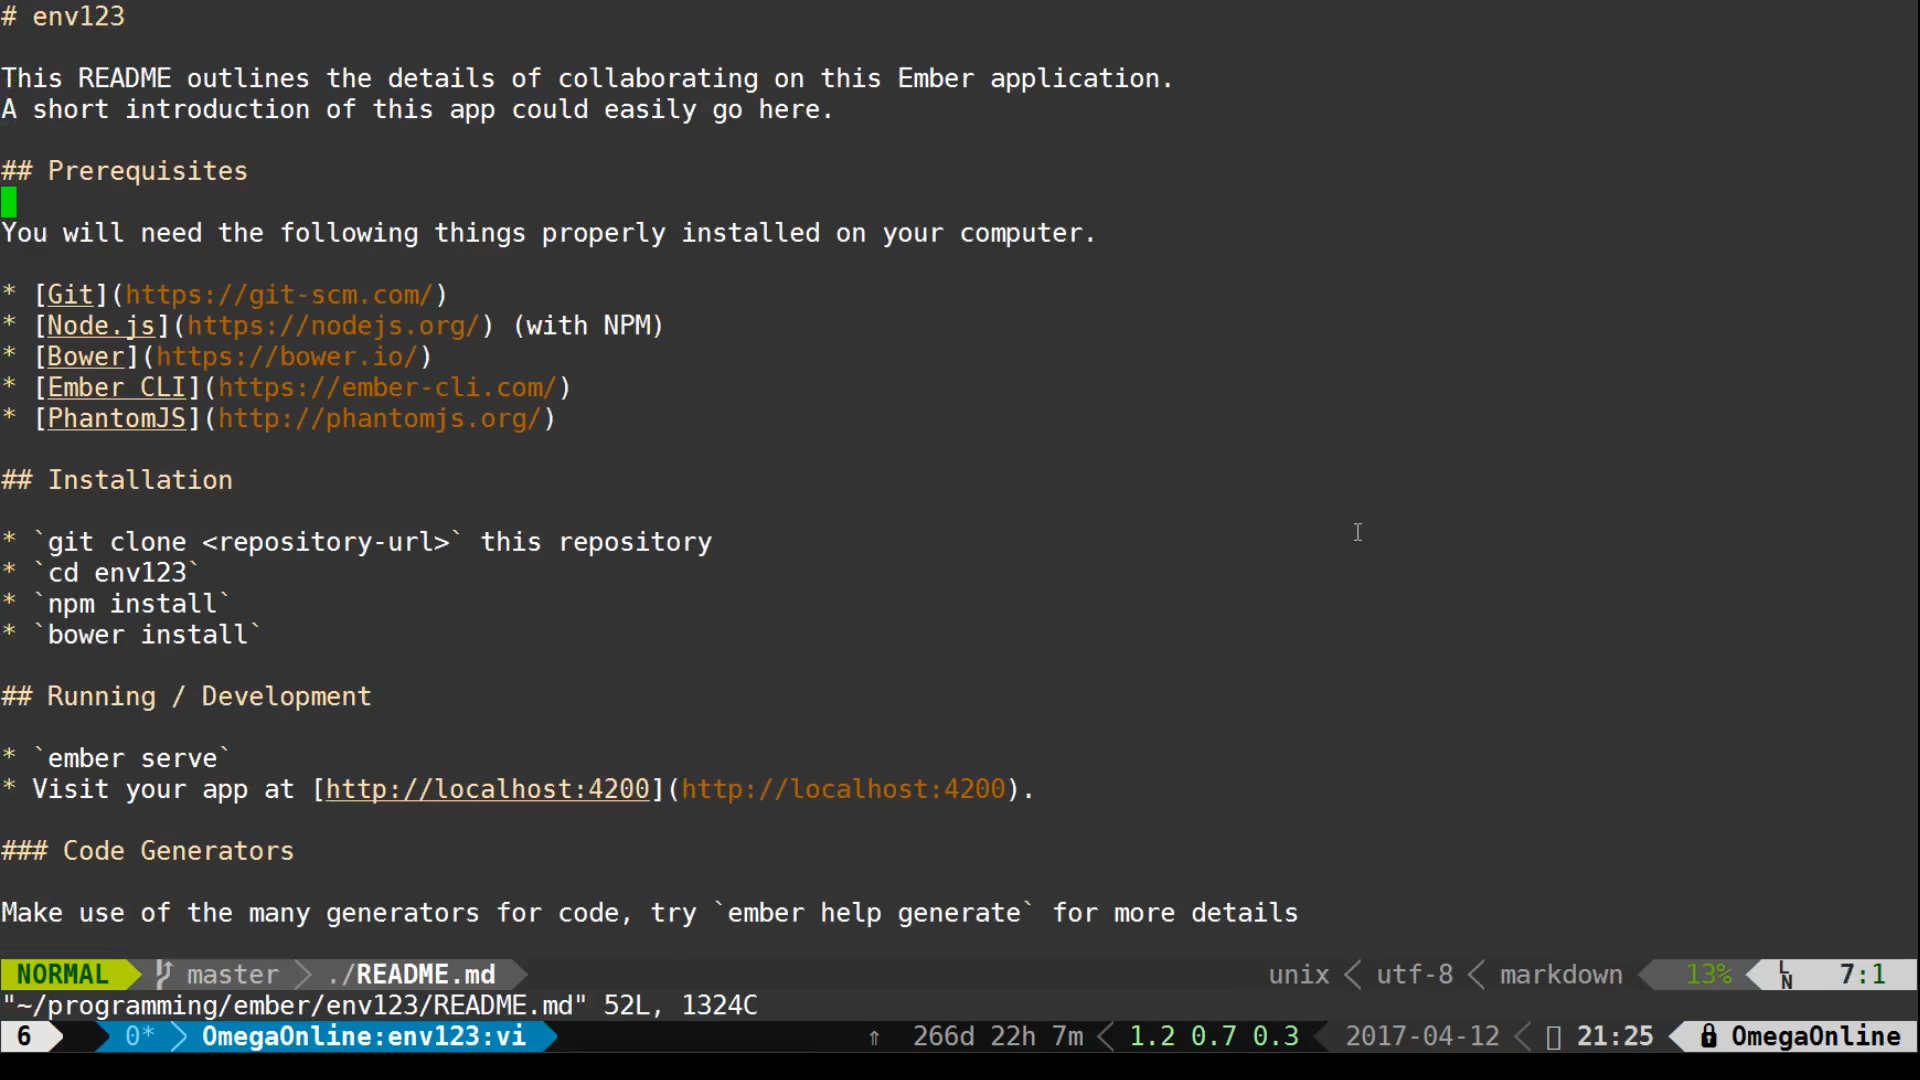 # env123
This README outlines the details of collaborating on this Ember application.
A short introduction of this app could easily go here.
## Prerequisites
You will need the following things properly installed on your computer.
* [Git](https://git-scm.com/)
* [Node.js](https://nodejs.org/) (with NPM)
* [Bower](https://bower.io/)
* [Ember CLI](https://ember-cli.com/)
* [PhantomJS](http://phantomjs.org/)
## Installation
* `git clone <repository-url>` this repository
* `cd env123`
* `npm install`
* `bower install`
## Running / Development
* `ember serve`
* Visit your app at [http://localhost:4200](http://localhost:4200).
### Code Generators
Make use of the many generators for code, try `ember help generate` for more details
NORMAL master ./README.md unix utf-8 markdown 13% LN 7:1
"~/programming/ember/env123/README.md" 52L, 1324C
6 0* OmegaOnline:env123:vi ⇑ 266d 22h 7m 1.2 0.7 0.3 2017-04-12 21:25 OmegaOnline